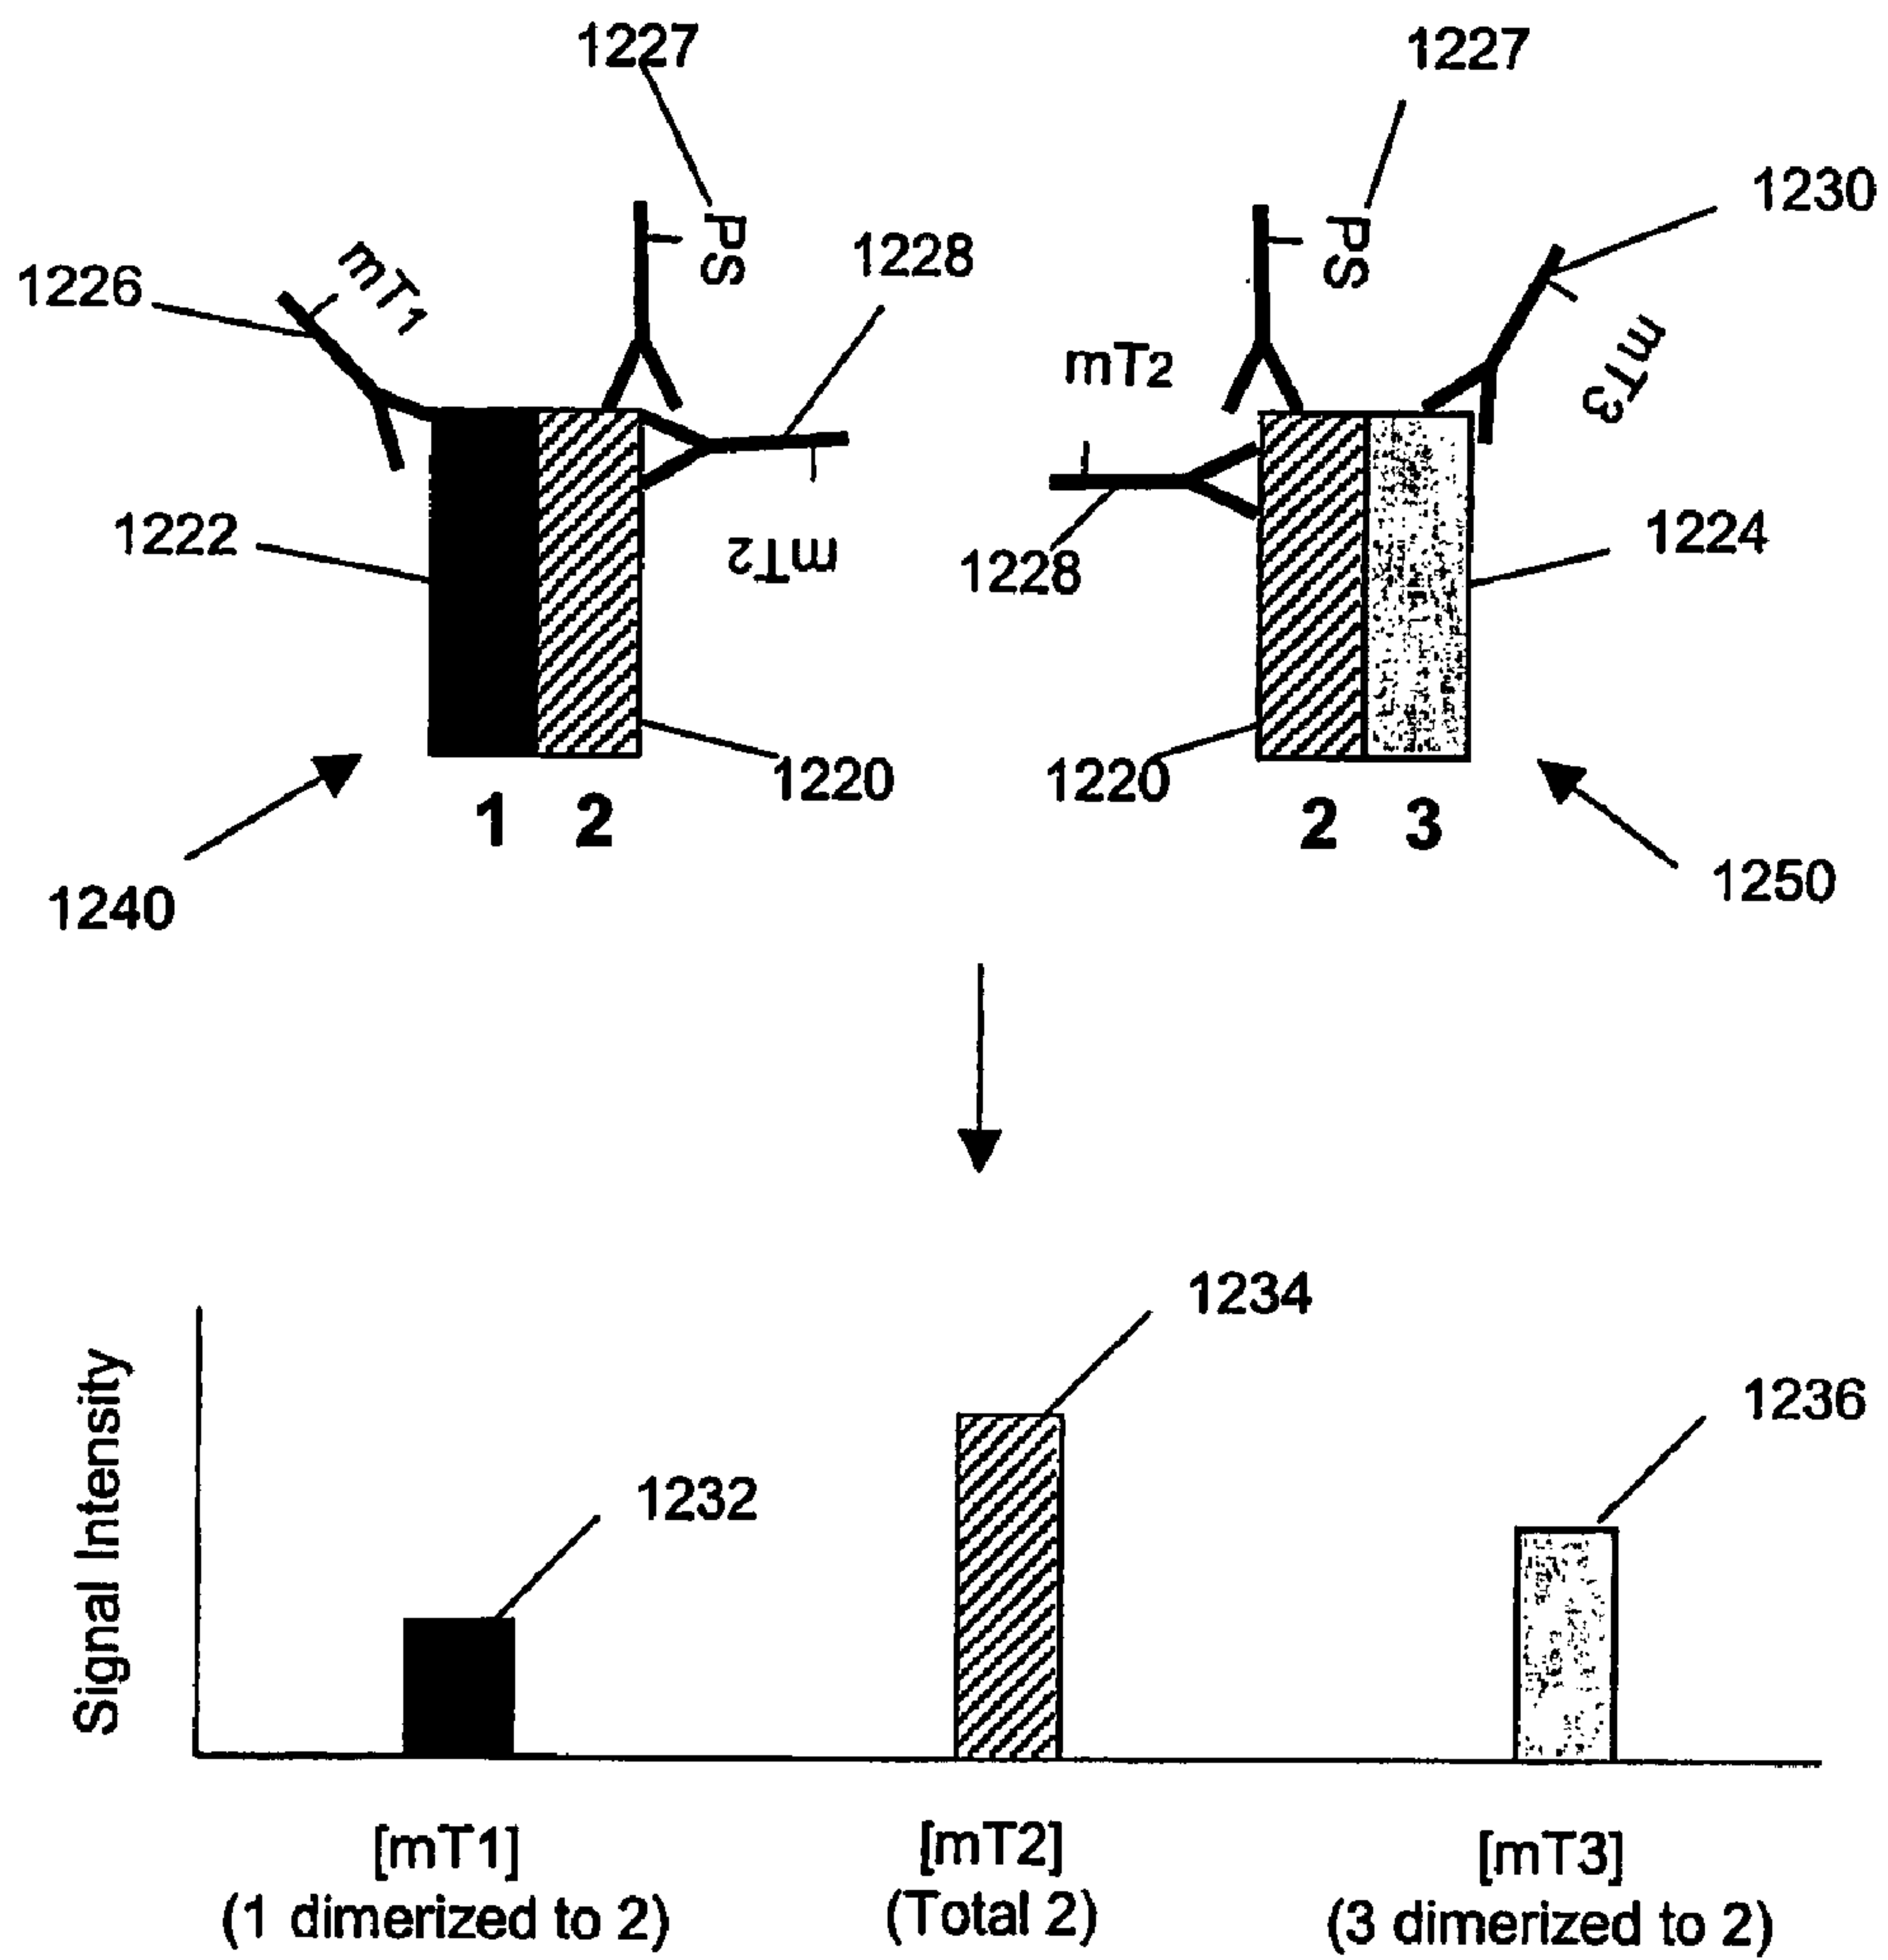 1227
1227
1230
1226
mT1
PS
1228
PS
mT2
mT3
1222
mT2
1228
1224
1220
1220
1 2
2 3
1240
1250
1234
1236
1232
Signal Intensity
[mT1]
(1 dimerized to 2)
[mT2]
(Total 2)
[mT3]
(3 dimerized to 2)